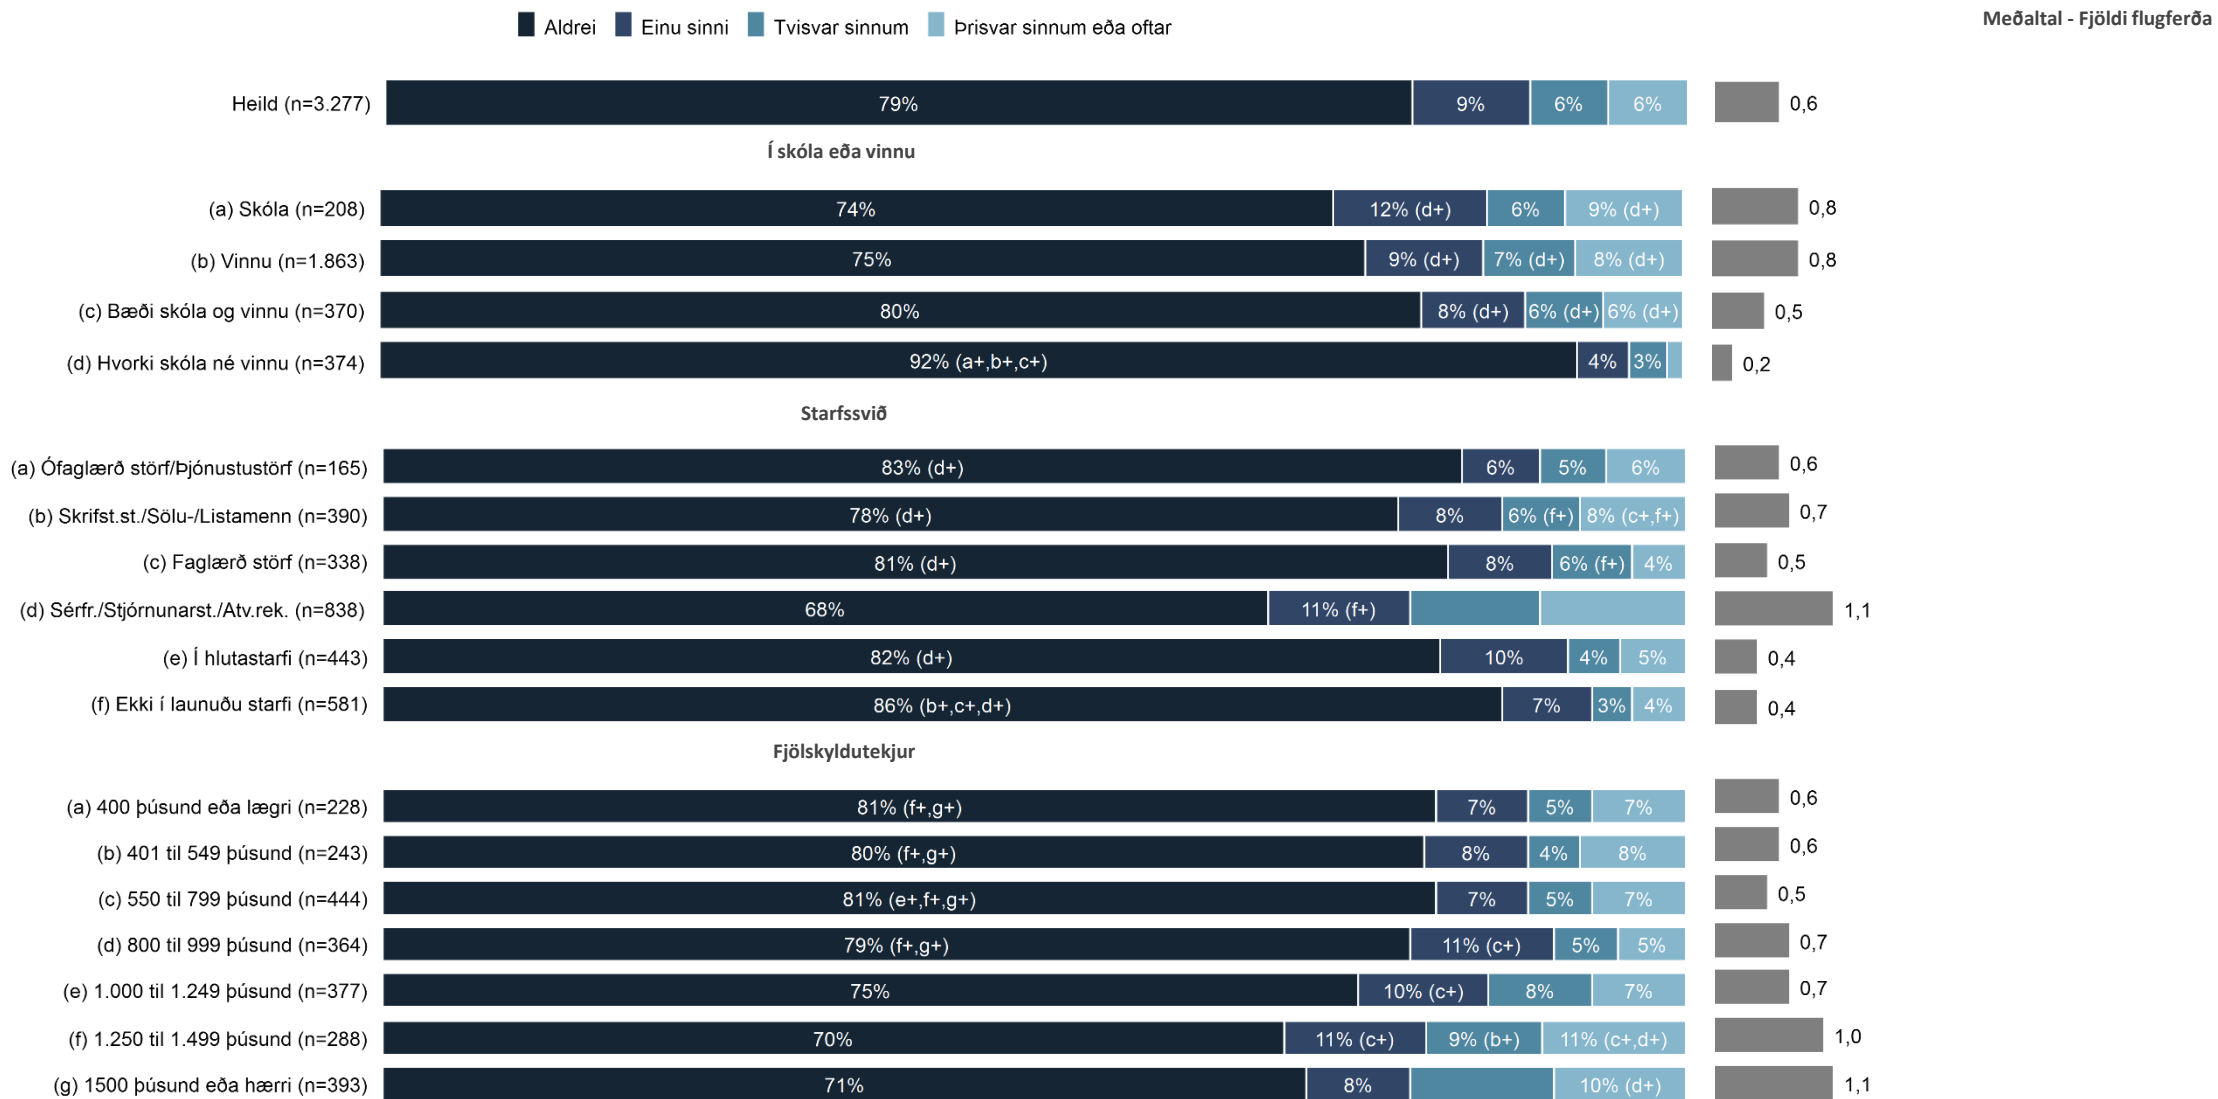 Aldrei Einu sinni Tvisvar sinnum Þrisvar sinnum eða oftar
Meðaltal - Fjöldi flugferða
Heild (n=3.277) 79% 9% 6% 6% 0,6
Í skóla eða vinnu
(a) Skóla (n=208) 74% 12% (d+) 6% 9% (d+) 0,8
(b) Vinnu (n=1.863) 75% 9% (d+) 7% (d+) 8% (d+) 0,8
(c) Bæði skóla og vinnu (n=370) 80% 8% (d+) 6% (d+) 6% (d+) 0,5
(d) Hvorki skóla né vinnu (n=374) 92% (a+,b+,c+) 4% 3% 0,2
Starfssvið
(a) Ófaglærð störf/Þjónustustörf (n=165) 83% (d+) 6% 5% 6% 0,6
(b) Skrifst.st./Sölu-/Listamenn (n=390) 78% (d+) 8% 6% (f+) 8% (c+,f+) 0,7
(c) Faglærð störf (n=338) 81% (d+) 8% 6% (f+) 4% 0,5
(d) Sérfr./Stjórnunarst./Atv.rek. (n=838) 68% 11% (f+) 1,1
(e) Í hlutastarfi (n=443) 82% (d+) 10% 4% 5% 0,4
(f) Ekki í launuðu starfi (n=581) 86% (b+,c+,d+) 7% 3% 4% 0,4
Fjölskyldutekjur
(a) 400 þúsund eða lægri (n=228) 81% (f+,g+) 7% 5% 7% 0,6
(b) 401 til 549 þúsund (n=243) 80% (f+,g+) 8% 4% 8% 0,6
(c) 550 til 799 þúsund (n=444) 81% (e+,f+,g+) 7% 5% 7% 0,5
(d) 800 til 999 þúsund (n=364) 79% (f+,g+) 11% (c+) 5% 5% 0,7
(e) 1.000 til 1.249 þúsund (n=377) 75% 10% (c+) 8% 7% 0,7
(f) 1.250 til 1.499 þúsund (n=288) 70% 11% (c+) 9% (b+) 11% (c+,d+) 1,0
(g) 1500 þúsund eða hærri (n=393) 71% 8% 10% (d+) 1,1